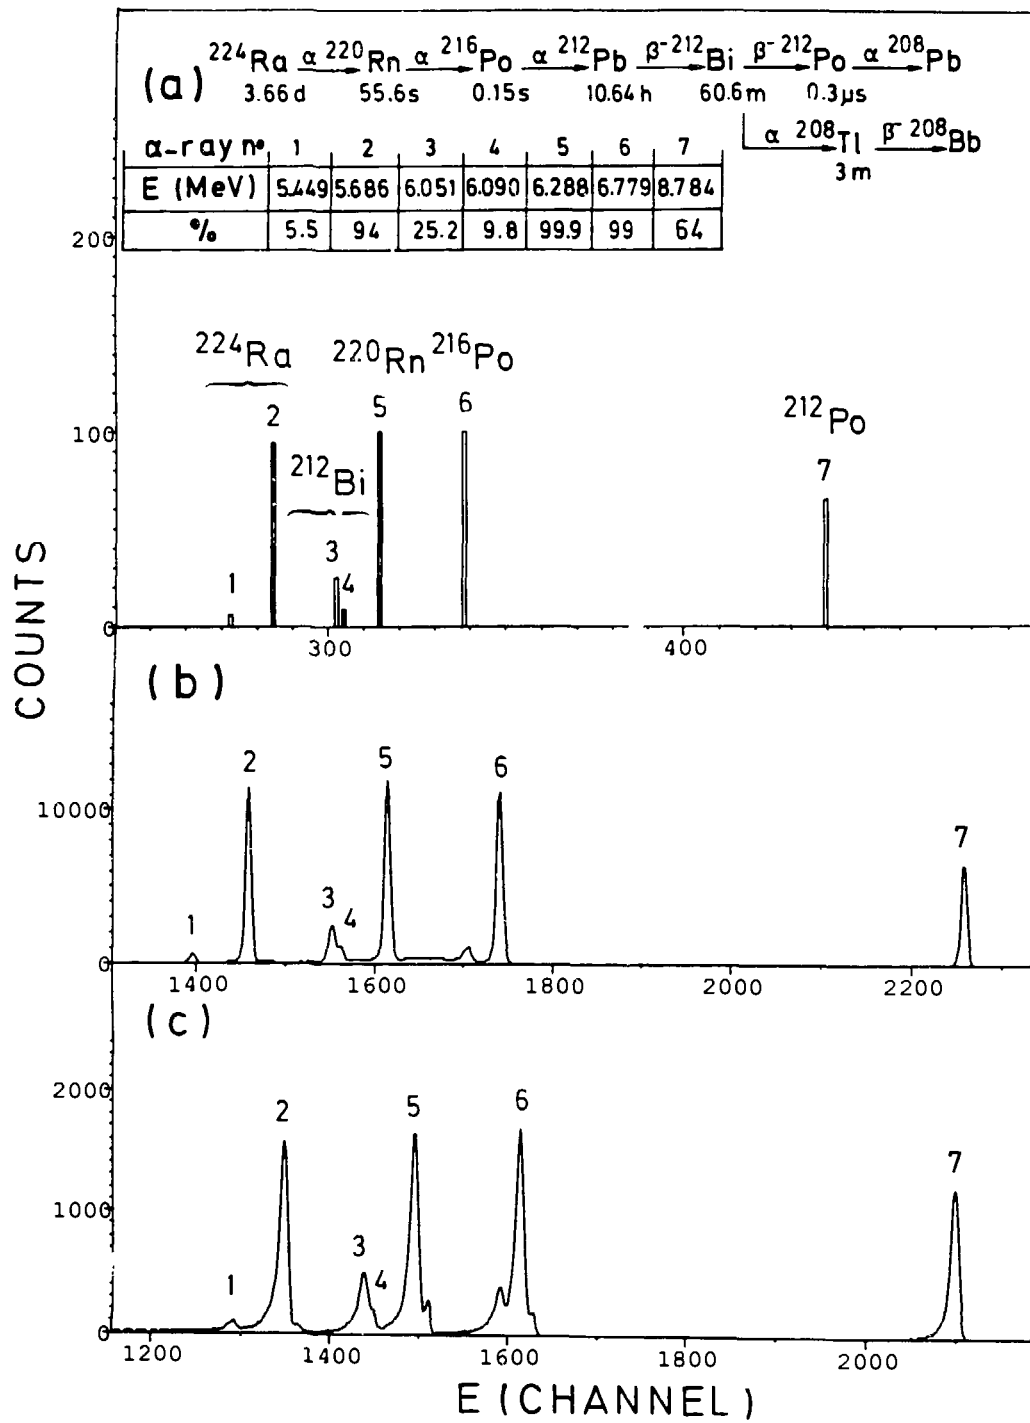 (a) ²²⁴Ra α→ ²²⁰Rn α→ ²¹⁶Po α→ ²¹²Pb β⁻→ ²¹²Bi β⁻→ ²¹²Po α→ ²⁰⁸Pb
3.66d 55.6s 0.15s 10.64h 60.6m 0.3µs
α→ ²⁰⁸Tl β⁻→ ²⁰⁸Bb
3m
α-ray nº 1 2 3 4 5 6 7
E (MeV) 5.449 5.686 6.051 6.090 6.288 6.779 8.784
% 5.5 94 25.2 9.8 99.9 99 64
200
²²⁴Ra ²²⁰Rn ²¹⁶Po
²¹²Po
2 5 6
100
²¹²Bi
7
3
1 4
0
300 400
COUNTS
(b)
2 5 6
10000
7
3
1 4
0
1400 1600 1800 2000 2200
(c)
2000
2 5 6
7
1000
3
1 4
0
1200 1400 1600 1800 2000
E (CHANNEL)